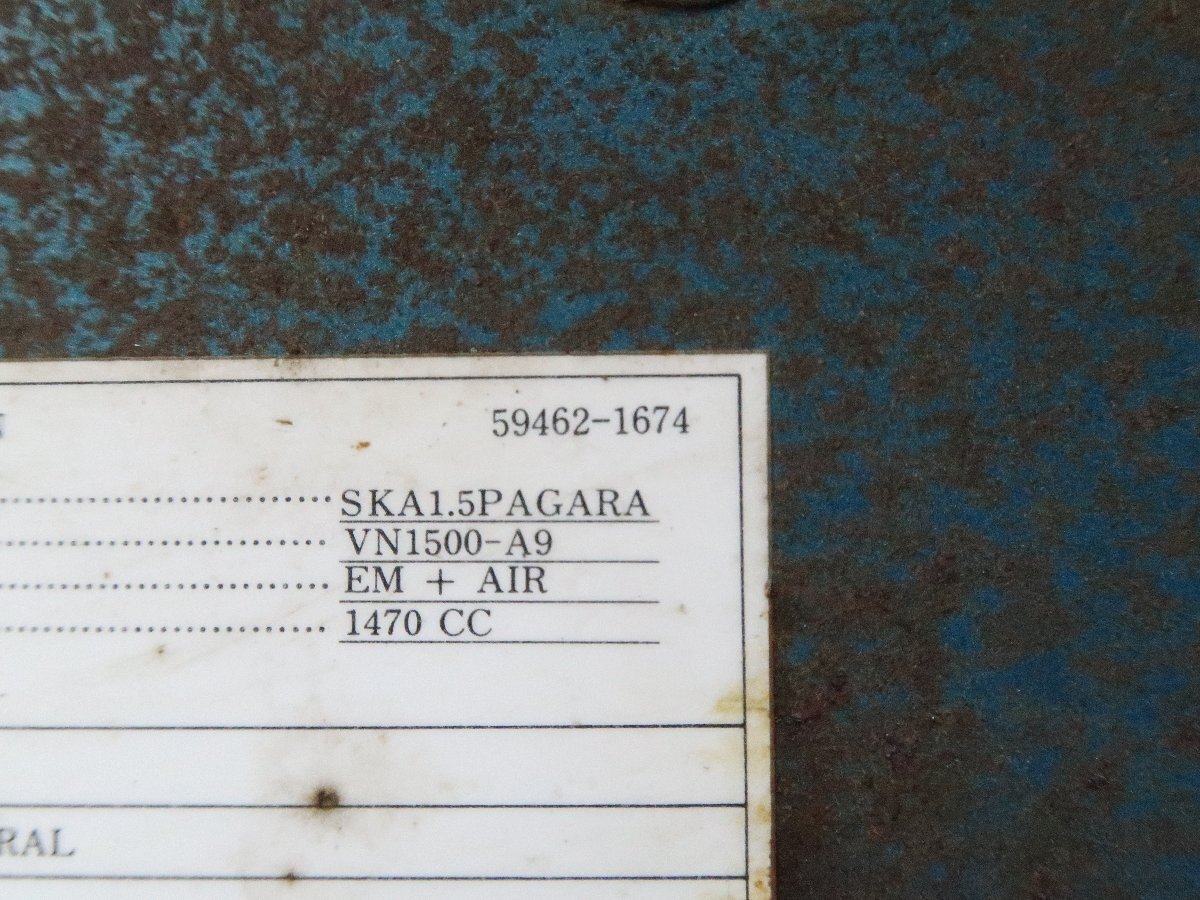 59462-1674
SKA1.5PAGARA
VN1500-A9
EM + AIR
1470 CC
RAL